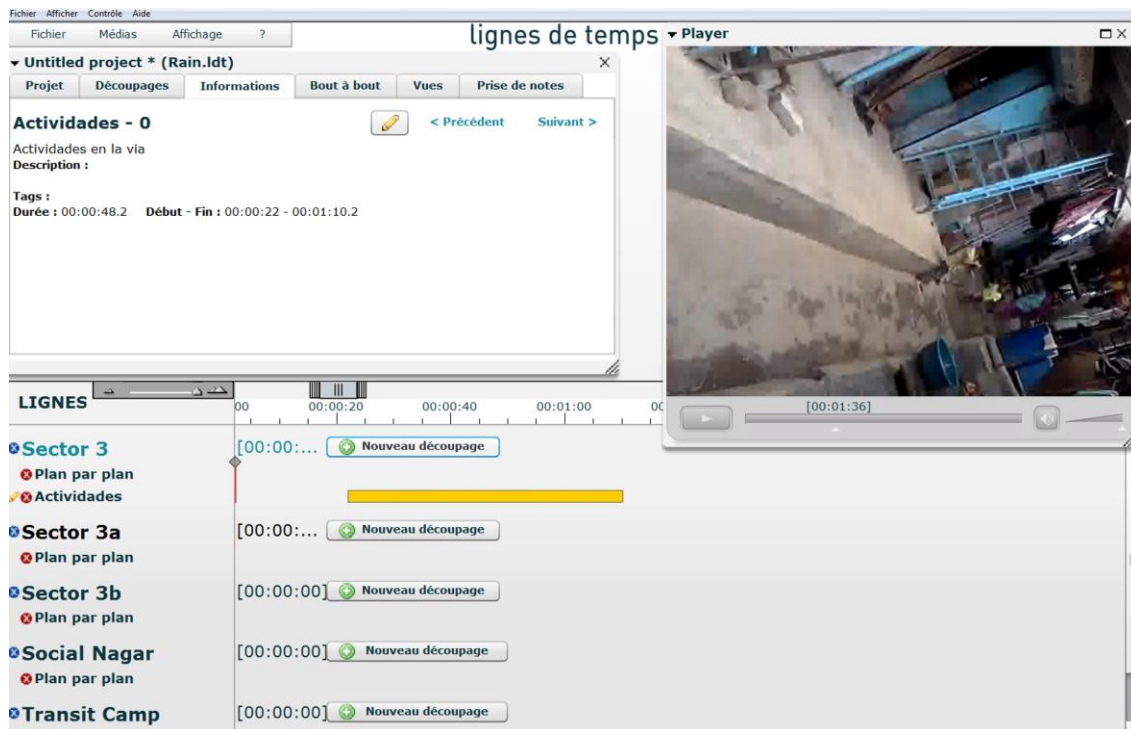 Fichier Afficher Contrôle Aide
Fichier Médias Affichage ?
lignes de temps
Untitled project * (Rain.ldt)
Projet Découpages Informations Bout à bout Vues Prise de notes
Actividades - 0
< Précédent Suivant >
Actividades en la via
Description :
Tags :
Durée : 00:00:48.2 Début - Fin : 00:00:22 - 00:01:10.2
Player
[00:01:36]
LIGNES
00 00:00:20 00:00:40 00:01:00 00
Sector 3 [00:00:... Nouveau découpage
Plan par plan
Actividades
Sector 3a [00:00:... Nouveau découpage
Plan par plan
Sector 3b [00:00:00] Nouveau découpage
Plan par plan
Social Nagar [00:00:00] Nouveau découpage
Plan par plan
Transit Camp [00:00:00] Nouveau découpage